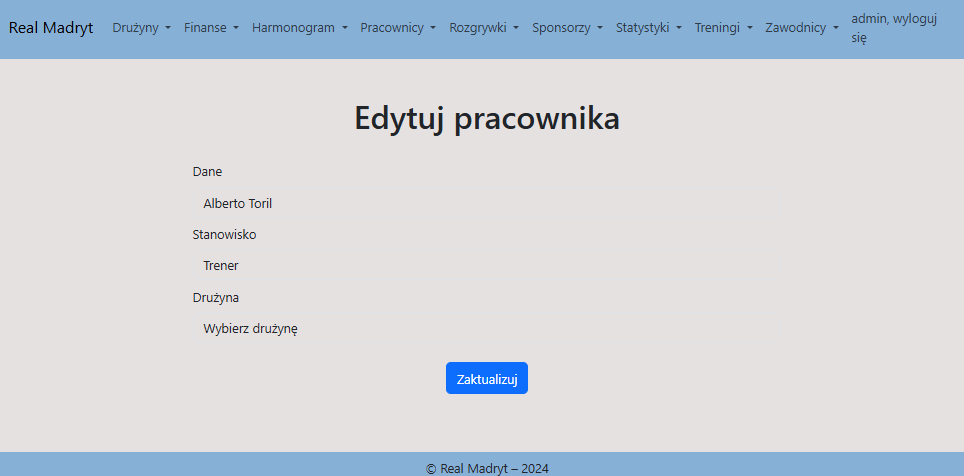 Real Madryt Drużyny Finanse Harmonogram Pracownicy Rozgrywki Sponsorzy Statystyki Treningi Zawodnicy admin, wyloguj
się
Edytuj pracownika
Dane
Alberto Toril
Stanowisko
Trener
Drużyna
Wybierz drużynę
Zaktualizuj
© Real Madryt – 2024